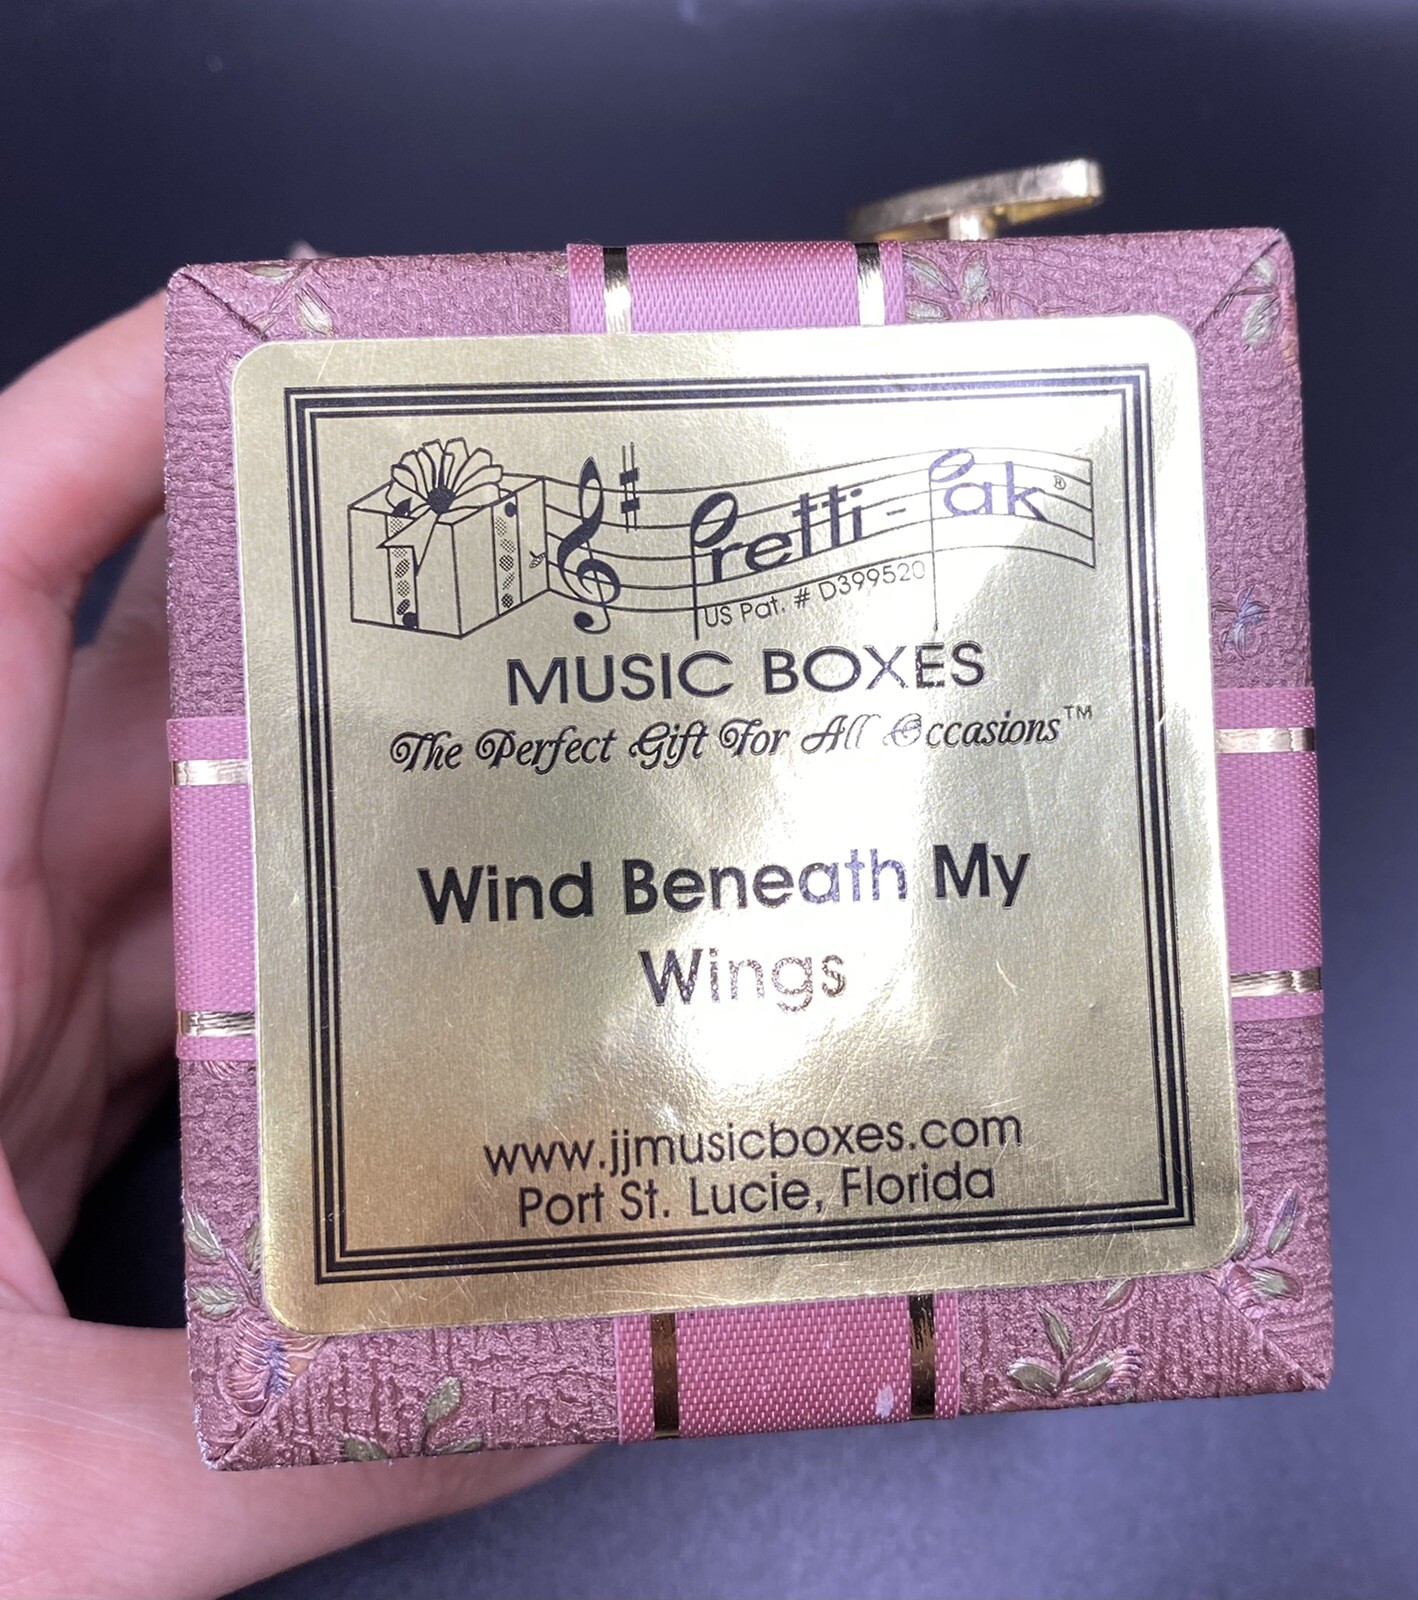 Pretti-Pak®
US Pat. # D399520
MUSIC BOXES
The Perfect Gift For All Occasions™
Wind Beneath My
Wings
www.jjmusicboxes.com
Port St. Lucie, Florida